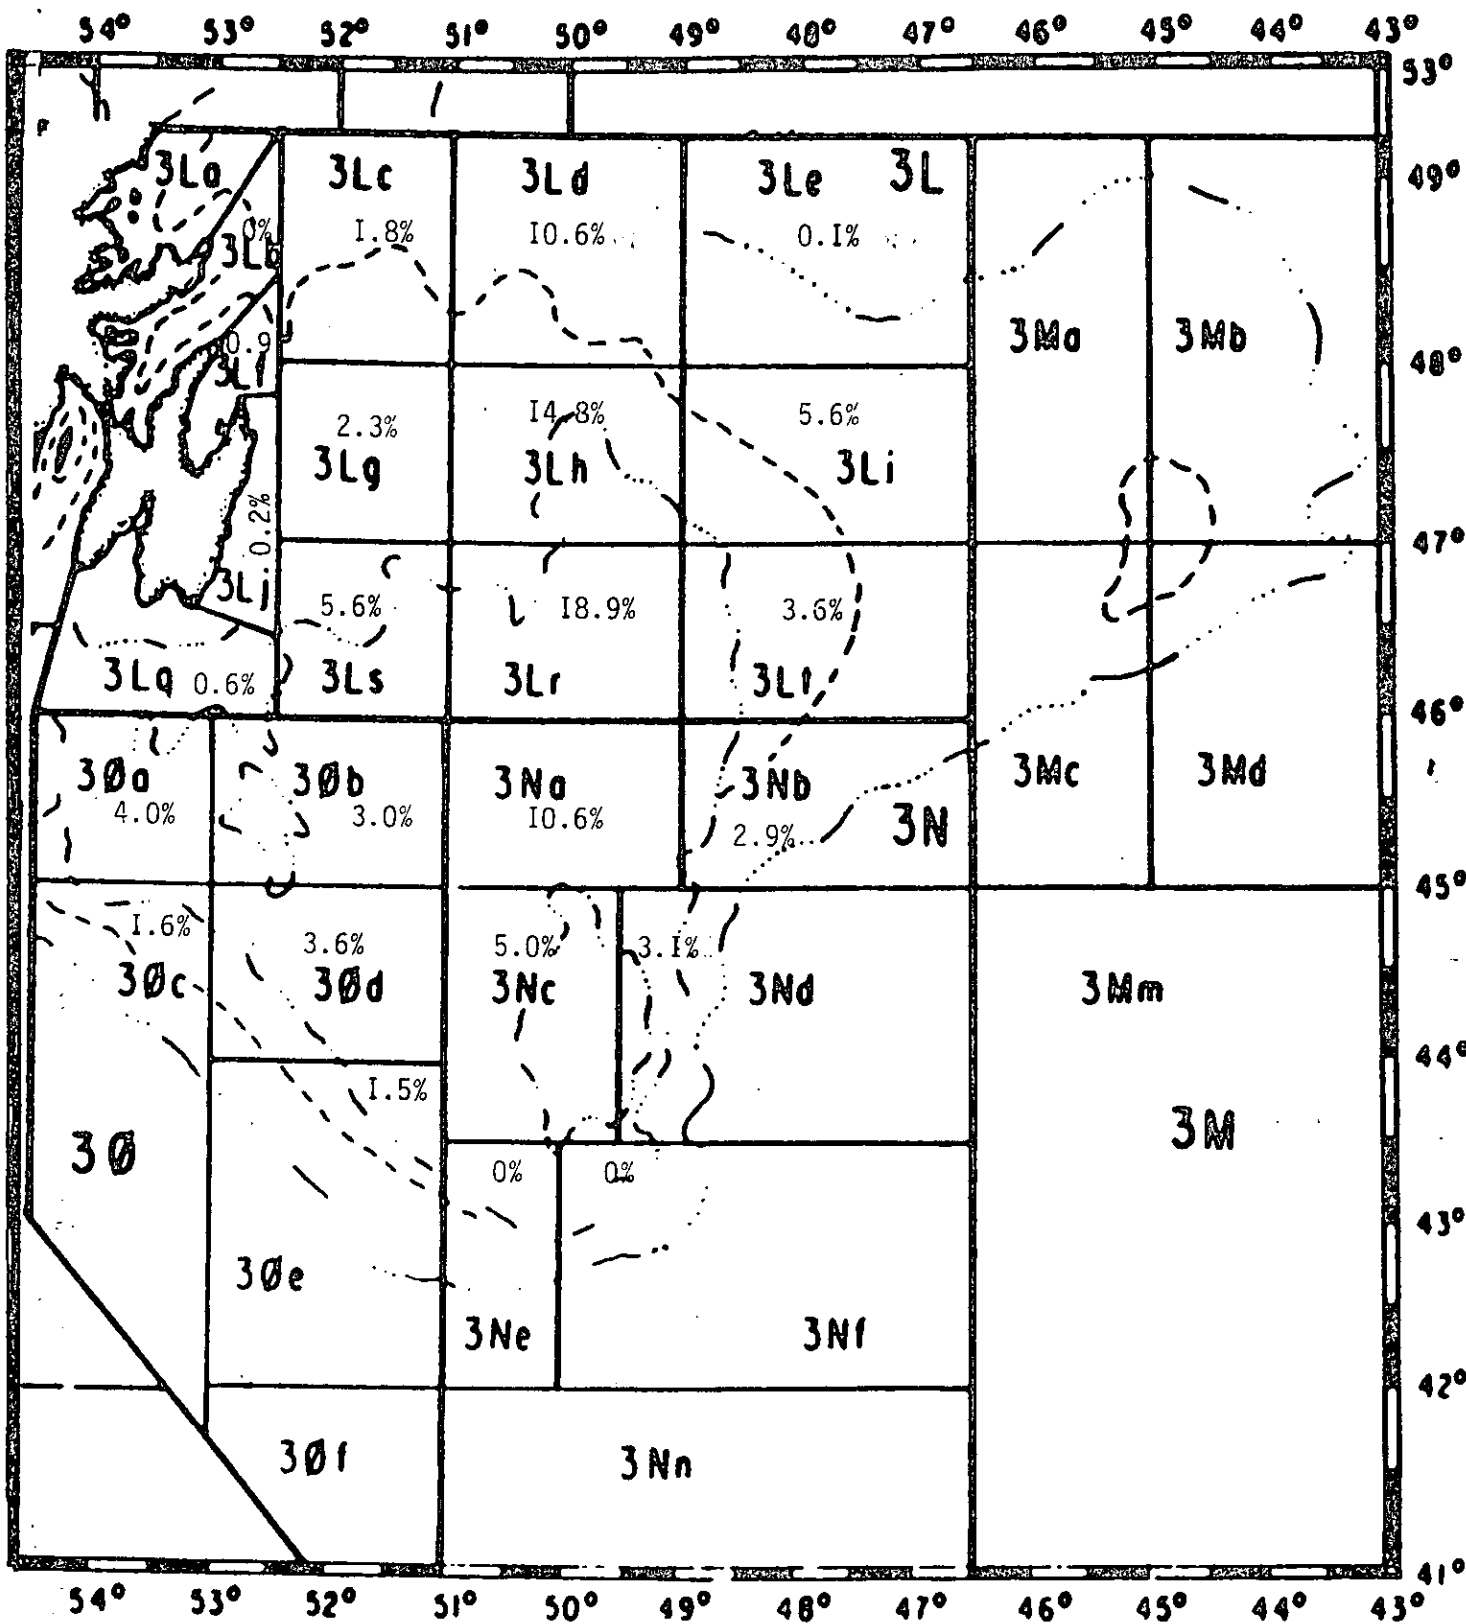 54° 53° 52° 51° 50° 49° 48° 47° 46° 45° 44° 43°
53°
h
3La 3Lc 3Ld 3Le 3L
49°
0% 1.8% 10.6% 0.1%
3Lb
3Ma 3Mb
0.9
48°
3Lf
2.3% 14.8% 5.6%
3Lg 3Lh 3Li
0.2%
47°
3Lj
5.6% 18.9% 3.6%
3Lq 0.6% 3Ls 3Lr 3Lt
46°
3Øa 3Øb 3Na 3Nb 3Mc 3Md
4.0% 3.0% 10.6% 2.9% 3N
45°
1.6% 3.6% 5.0% 3.1%
3Øc 3Ød 3Nc 3Nd 3Mm
44°
1.5%
3Ø 3M
0% 0%
43°
3Øe
3Ne 3Nf
42°
3Øf 3Nn
41°
54° 53° 52° 51° 50° 49° 48° 47° 46° 45° 44° 43°